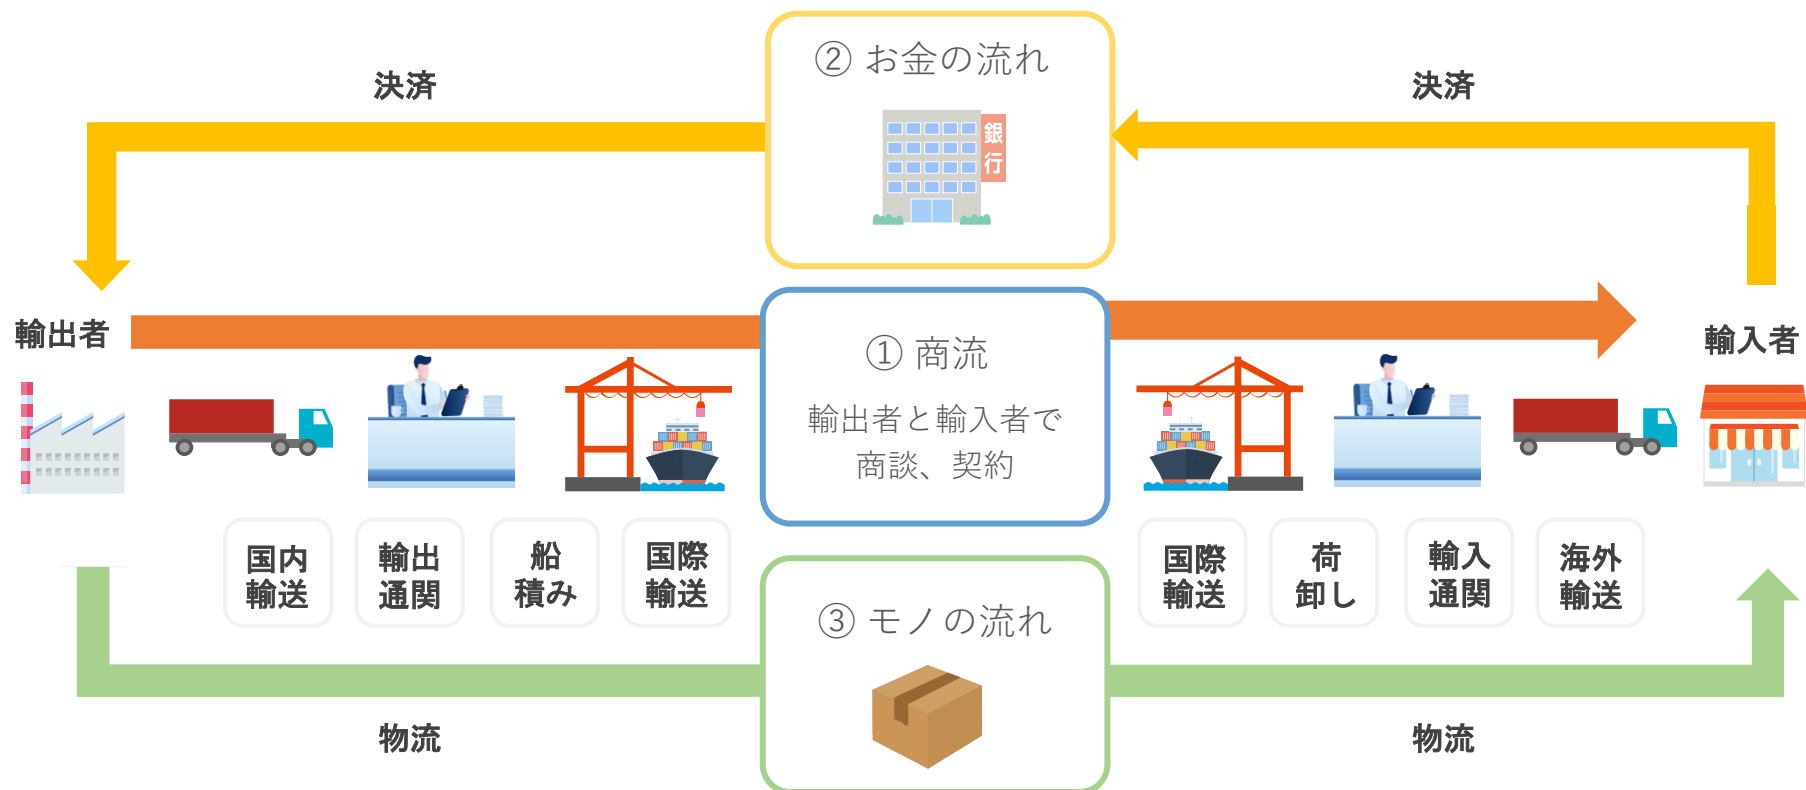 ② お金の流れ
決済
決済
銀
行
輸出者
輸入者
① 商流
輸出者と輸入者で
商談、契約
国内
輸送
輸出
通関
船
積み
国際
輸送
国際
輸送
荷
卸し
輸入
通関
海外
輸送
③ モノの流れ
物流
物流